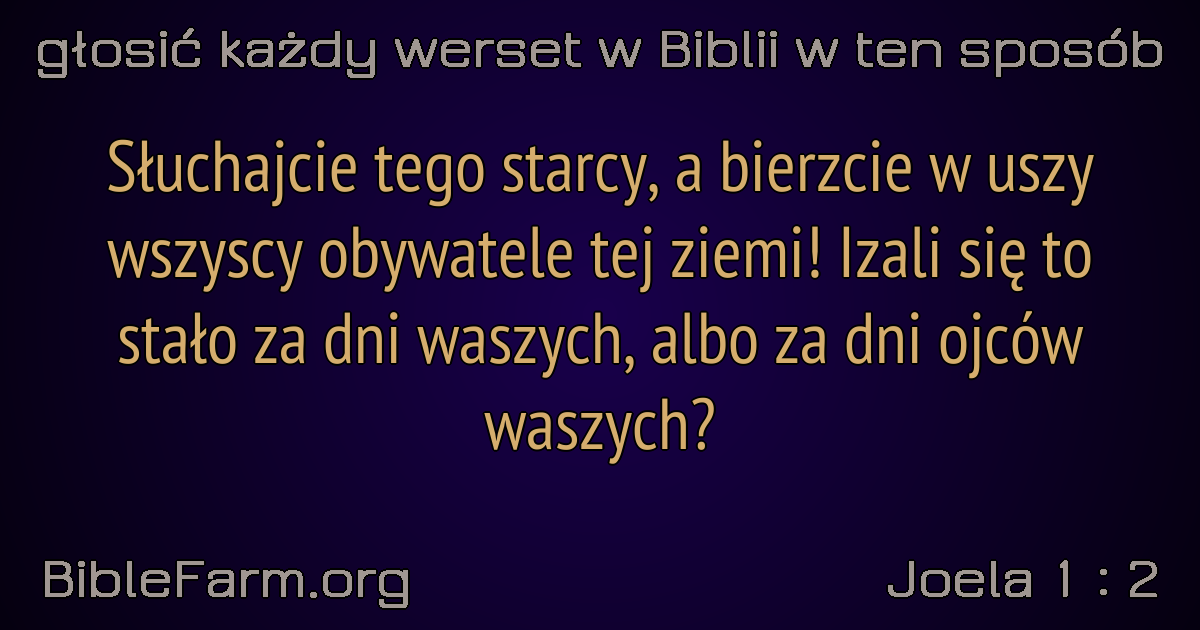 głosić każdy werset w Biblii w ten sposób
Słuchajcie tego starcy, a bierzcie w uszy
wszyscy obywatele tej ziemi! Izali się to
stało za dni waszych, albo za dni ojców
waszych?
BibleFarm.org
Joela 1 : 2